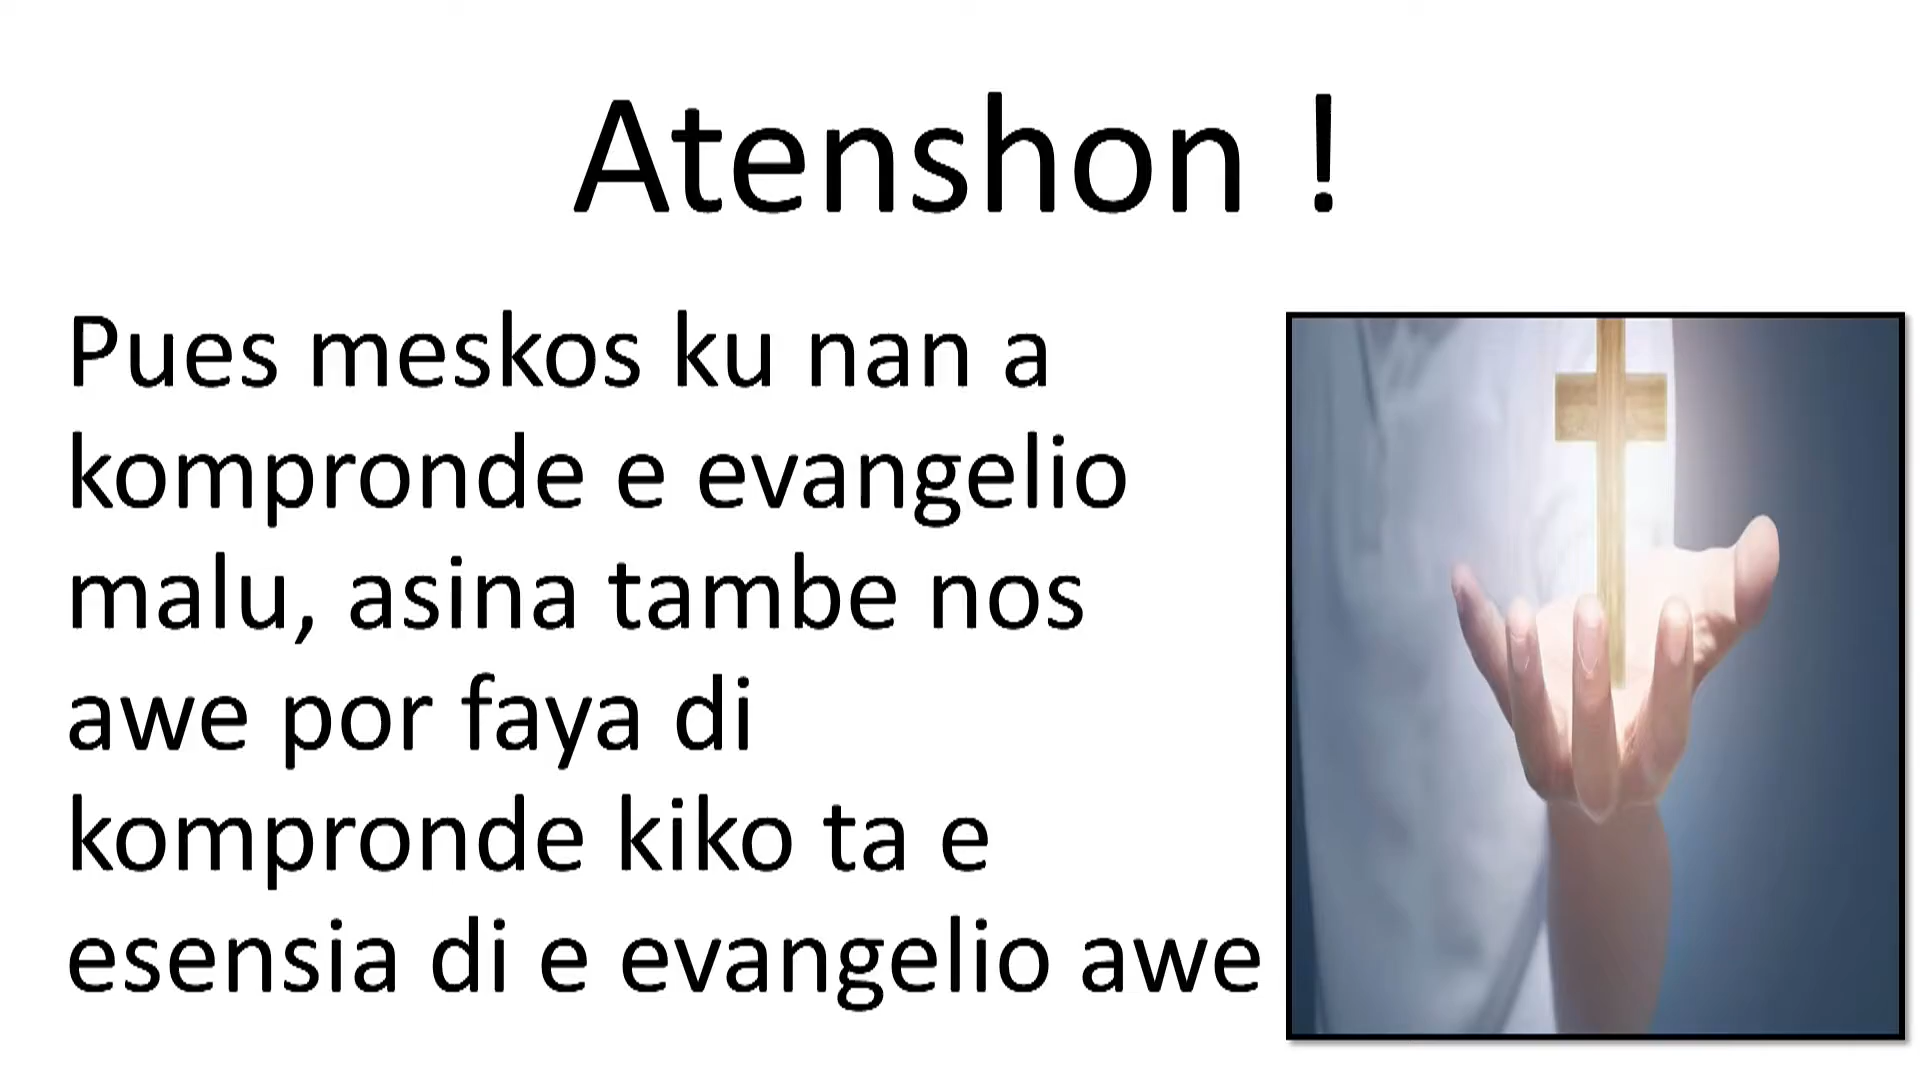 Atenshon !
Pues meskos ku nan a
kompronde e evangelio
malu, asina tambe nos
awe por faya di
kompronde kiko ta e
esensia di e evangelio awe